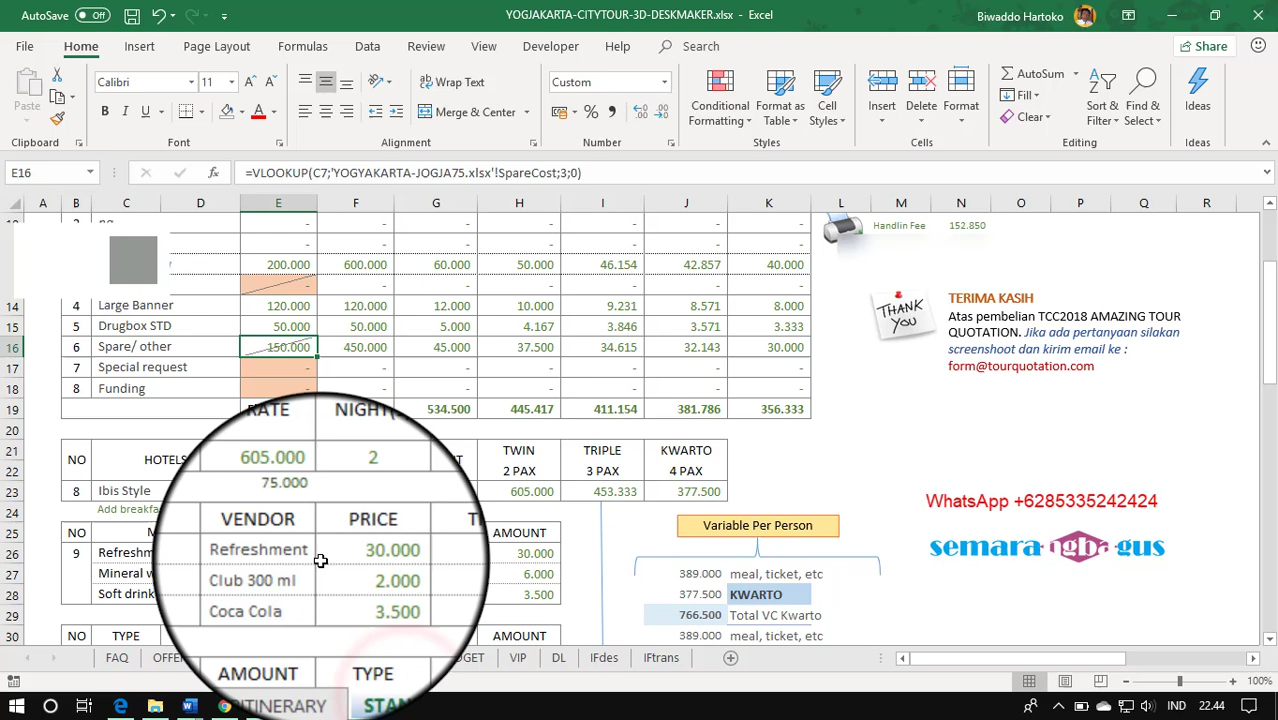 AutoSave Off YOGJAKARTA-CITYTOUR-3D-DESKMAKER.xlsx - Excel Biwaddo Hartoko
File Home Insert Page Layout Formulas Data Review View Developer Help Search Share
Paste Calibri 11 Wrap Text Custom Conditional Formatting Format as Table Cell Styles Insert Delete Format AutoSum Sort & Filter Find & Select Ideas
B I U A Merge & Center % Fill Clear
Clipboard Font Alignment Number Styles Cells Editing Ideas
E16 fx =VLOOKUP(C7;'YOGYAKARTA-JOGJA75.xlsx'!SpareCost;3;0)
A B C D E F G H I J K L M N O P Q R
- - - - - - -
Handlin Fee 152.850
- - - - - - -
200.000 600.000 60.000 50.000 46.154 42.857 40.000
- - - - - - -
14 4 Large Banner 120.000 120.000 12.000 10.000 9.231 8.571 8.000
15 5 Drugbox STD 50.000 50.000 5.000 4.167 3.846 3.571 3.333
16 6 Spare/ other 150.000 450.000 45.000 37.500 34.615 32.143 30.000
17 7 Special request - - - - - - -
18 8 Funding - - - - - - -
19 534.500 445.417 411.154 381.786 356.333
THANK YOU
TERIMA KASIH
Atas pembelian TCC2018 AMAZING TOUR
QUOTATION. Jika ada pertanyaan silakan
screenshoot dan kirim email ke :
form@tourquotation.com
20
21 NO HOTELS TWIN TRIPLE KWARTO
22 2 PAX 3 PAX 4 PAX
23 8 Ibis Style 605.000 453.333 377.500
24 Add breakfa
25 NO AMOUNT
26 9 Refreshm 30.000
27 Mineral w 6.000
28 Soft drink 3.500
29
30 NO TYPE AMOUNT
RATE NIGHT
605.000 2
75.000
VENDOR PRICE
Refreshment 30.000
Club 300 ml 2.000
Coca Cola 3.500
AMOUNT TYPE
ITINERARY STAN
Variable Per Person
389.000 meal, ticket, etc
377.500 KWARTO
766.500 Total VC Kwarto
389.000 meal, ticket, etc
WhatsApp +6285335242424
semarangbagus
FAQ OFFE GET VIP DL IFdes IFtrans
100%
IND 22.44